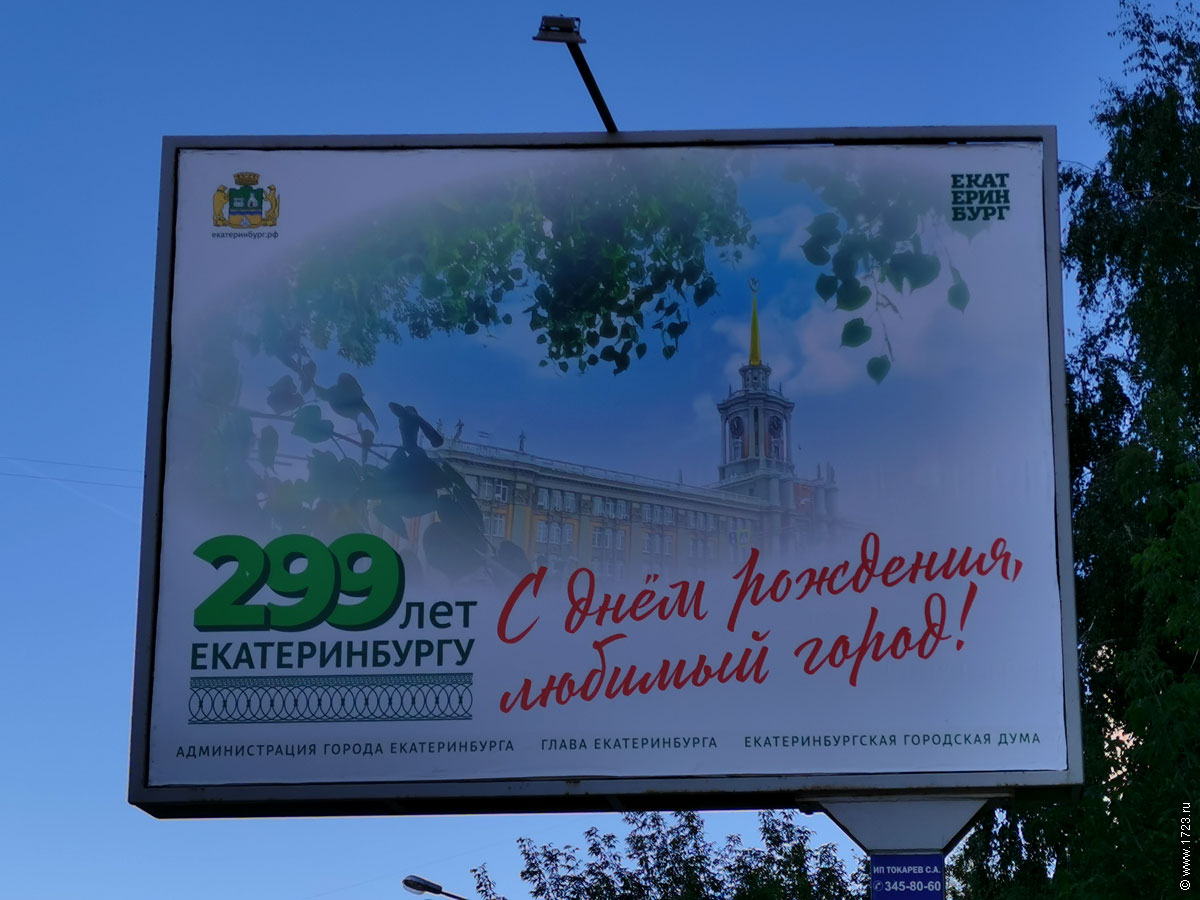 екатеринбург.рф
ЕКАТ
ЕРИН
БУРГ
299 лет
ЕКАТЕРИНБУРГУ
С днём рождения,
любимый город!
АДМИНИСТРАЦИЯ ГОРОДА ЕКАТЕРИНБУРГА ГЛАВА ЕКАТЕРИНБУРГА ЕКАТЕРИНБУРГСКАЯ ГОРОДСКАЯ ДУМА
ИП ТОКАРЕВ С.А.
✆ 345-80-60
© www.1723.ru